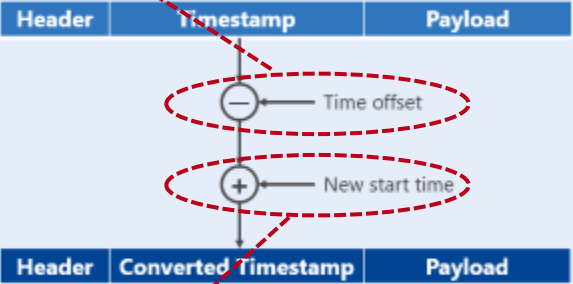 Header Timestamp Payload
− Time offset
+ New start time
Header Converted Timestamp Payload